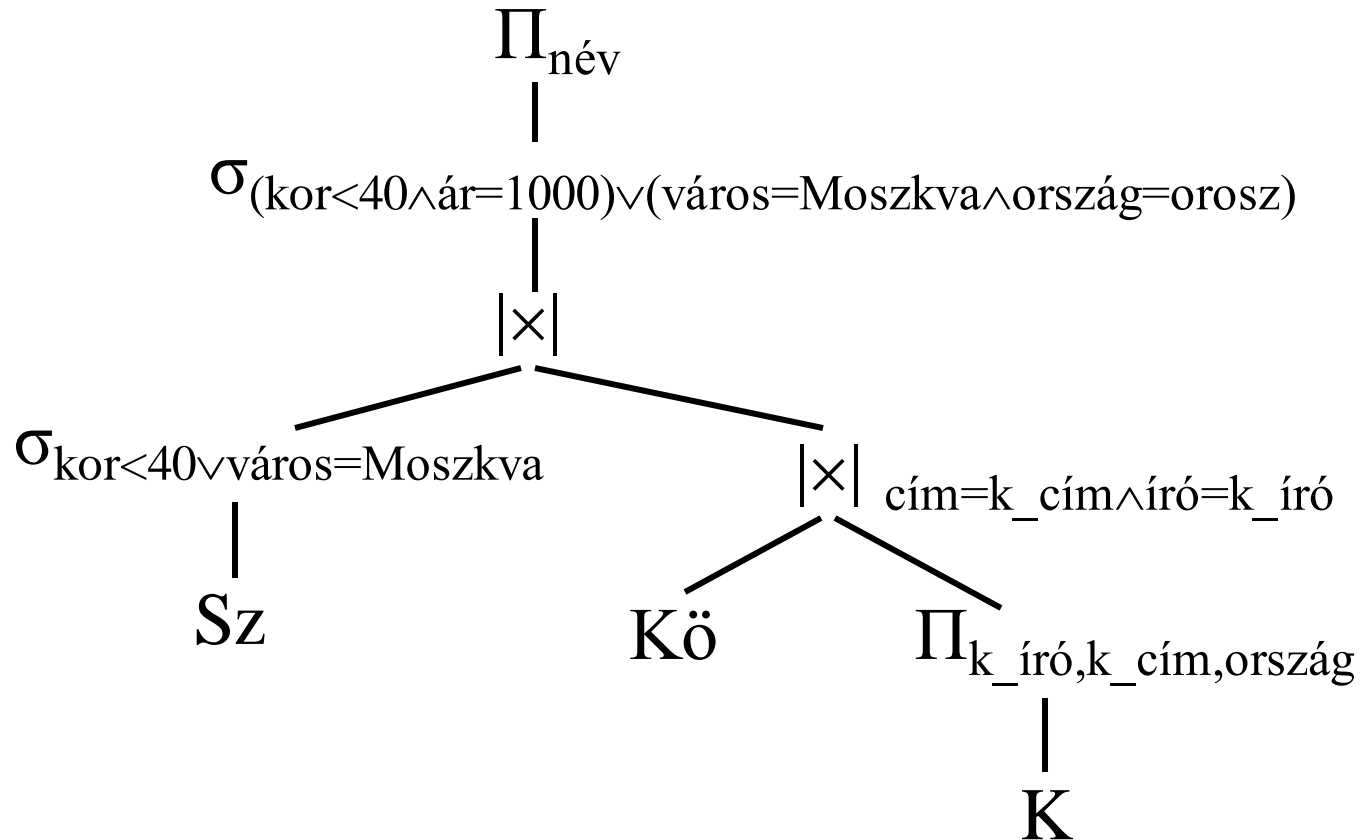 Πnév
σ(kor<40∧ár=1000)∨(város=Moszkva∧ország=orosz)
|×|
σkor<40∨város=Moszkva
|×| cím=k_cím∧író=k_író
Sz
Kö
Πk_író,k_cím,ország
K